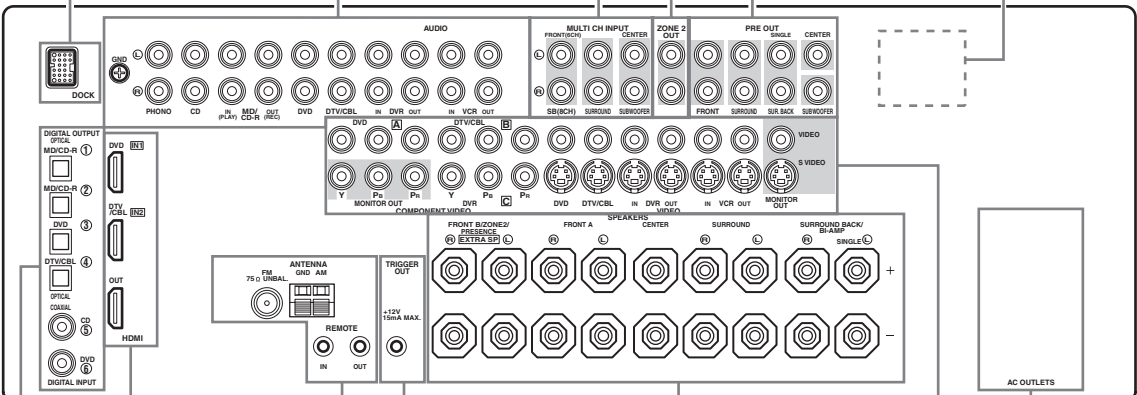 AUDIO
MULTI CH INPUT
FRONT(6CH) CENTER
ZONE 2
OUT
PRE OUT
SINGLE CENTER
GND
L
R
DOCK
PHONO CD IN (PLAY) MD/CD-R OUT (REC) DVD DTV/CBL IN DVR OUT IN VCR OUT
L
R
SB(8CH) SURROUND SUBWOOFER
FRONT SURROUND SUR. BACK SUBWOOFER
DIGITAL OUTPUT
OPTICAL
MD/CD-R 1
MD/CD-R 2
DVD 3
DTV/CBL 4
OPTICAL
COAXIAL
CD
5
DVD
6
DIGITAL INPUT
DVD IN1
DTV
/CBL IN2
OUT
HDMI
DVD A DTV/CBL B
VIDEO
S VIDEO
Y PB PR Y PB PR
MONITOR OUT DVR C
COMPONENT VIDEO
DVD DTV/CBL IN DVR OUT IN VCR OUT MONITOR
OUT
VIDEO
ANTENNA
FM GND AM
75Ω UNBAL.
REMOTE
IN OUT
TRIGGER
OUT
+12V
15mA MAX.
SPEAKERS
FRONT B/ZONE2/ FRONT A CENTER SURROUND SURROUND BACK/
PRESENCE BI-AMP
R EXTRA SP L R L R L R SINGLE L
+
–
AC OUTLETS